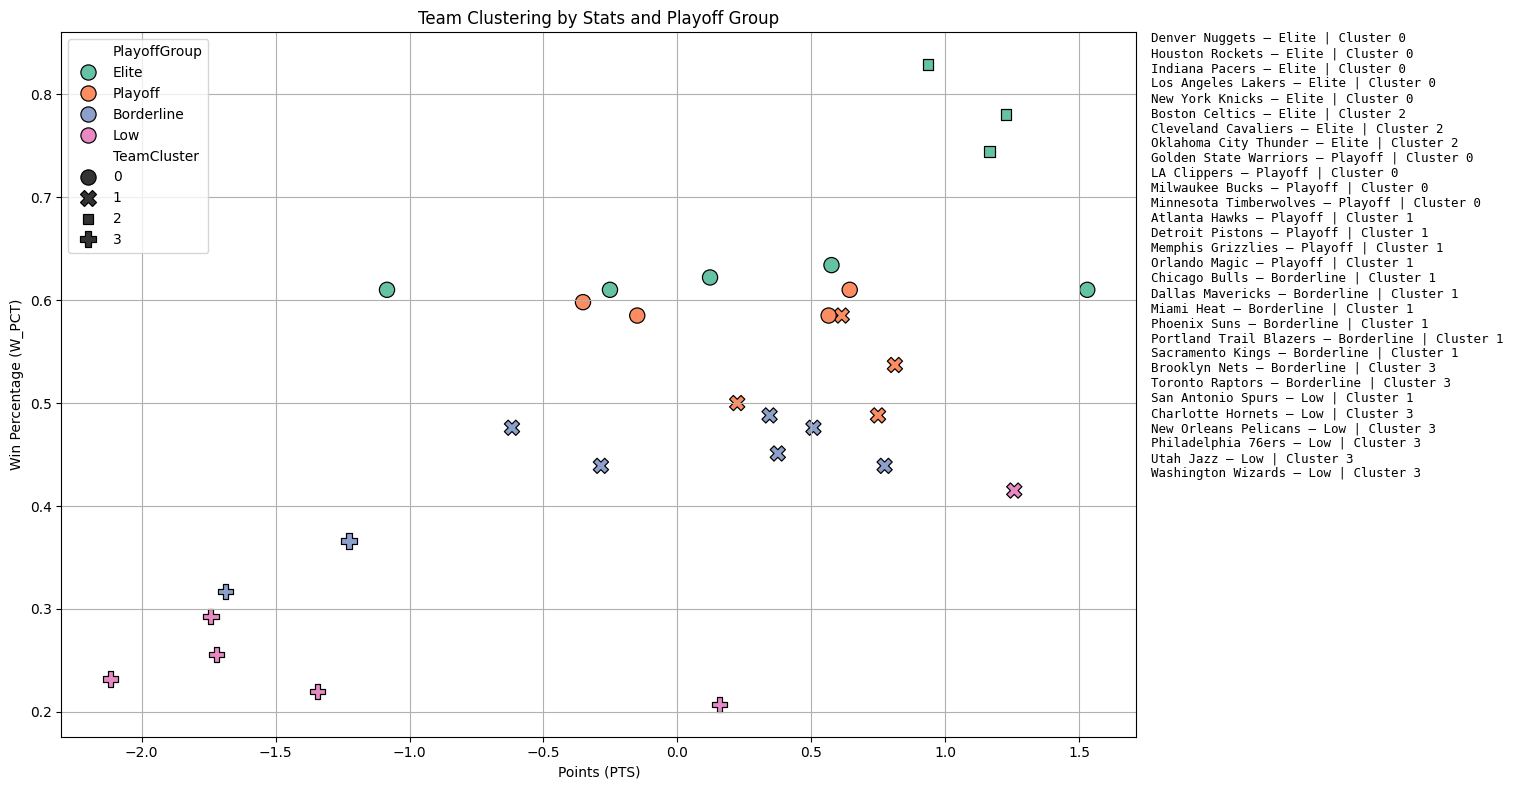 Team Clustering by Stats and Playoff Group
PlayoffGroup
Elite
Playoff
Borderline
Low
TeamCluster
0
1
2
3
0.8
0.7
0.6
0.5
0.4
0.3
0.2
Win Percentage (W_PCT)
−2.0
−1.5
−1.0
−0.5
0.0
0.5
1.0
1.5
Points (PTS)
Denver Nuggets — Elite | Cluster 0
Houston Rockets — Elite | Cluster 0
Indiana Pacers — Elite | Cluster 0
Los Angeles Lakers — Elite | Cluster 0
New York Knicks — Elite | Cluster 0
Boston Celtics — Elite | Cluster 2
Cleveland Cavaliers — Elite | Cluster 2
Oklahoma City Thunder — Elite | Cluster 2
Golden State Warriors — Playoff | Cluster 0
LA Clippers — Playoff | Cluster 0
Milwaukee Bucks — Playoff | Cluster 0
Minnesota Timberwolves — Playoff | Cluster 0
Atlanta Hawks — Playoff | Cluster 1
Detroit Pistons — Playoff | Cluster 1
Memphis Grizzlies — Playoff | Cluster 1
Orlando Magic — Playoff | Cluster 1
Chicago Bulls — Borderline | Cluster 1
Dallas Mavericks — Borderline | Cluster 1
Miami Heat — Borderline | Cluster 1
Phoenix Suns — Borderline | Cluster 1
Portland Trail Blazers — Borderline | Cluster 1
Sacramento Kings — Borderline | Cluster 1
Brooklyn Nets — Borderline | Cluster 3
Toronto Raptors — Borderline | Cluster 3
San Antonio Spurs — Low | Cluster 1
Charlotte Hornets — Low | Cluster 3
New Orleans Pelicans — Low | Cluster 3
Philadelphia 76ers — Low | Cluster 3
Utah Jazz — Low | Cluster 3
Washington Wizards — Low | Cluster 3